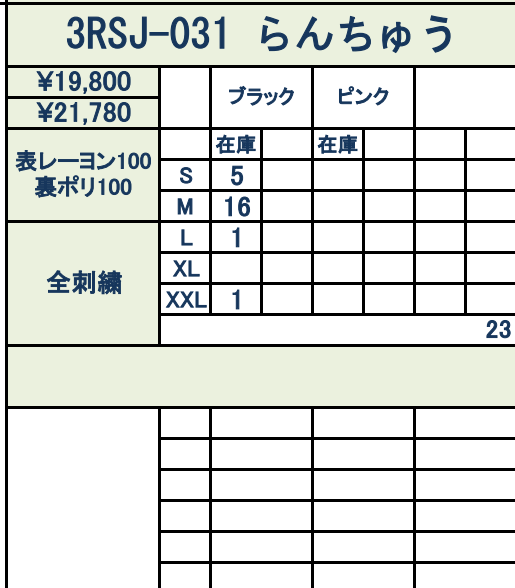 3RSJ-031 らんちゅう
¥19,800
¥21,780
ブラック ピンク
在庫 在庫
表レーヨン100
裏ポリ100
S 5
M 16
L 1
全刺繍
XL
XXL 1
23